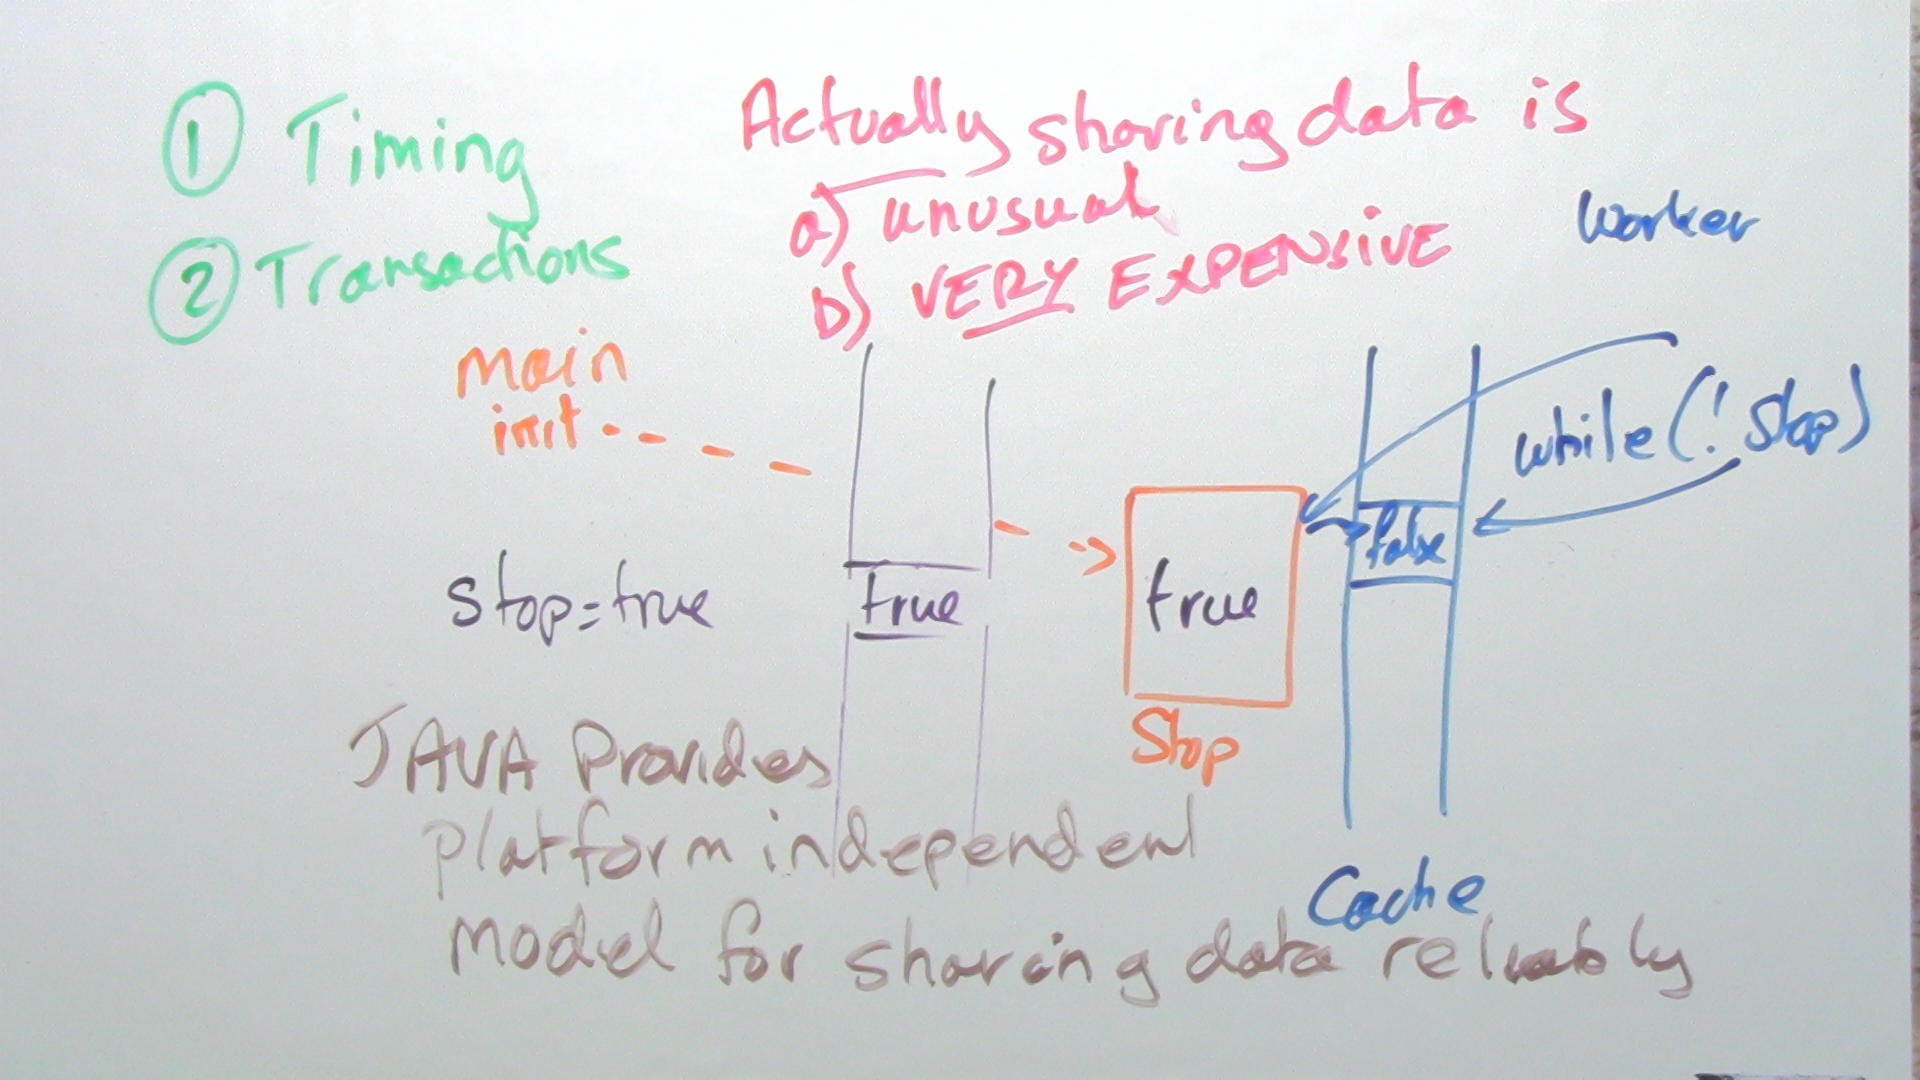 ① Timing
② Transactions
Actually sharing data is
a) unusual
b) VERY EXPENSIVE
worker
main
init
while(! stop)
false
stop=true
true
true
Stop
JAVA Provides
platform independent
model for sharing data reliably
Cache